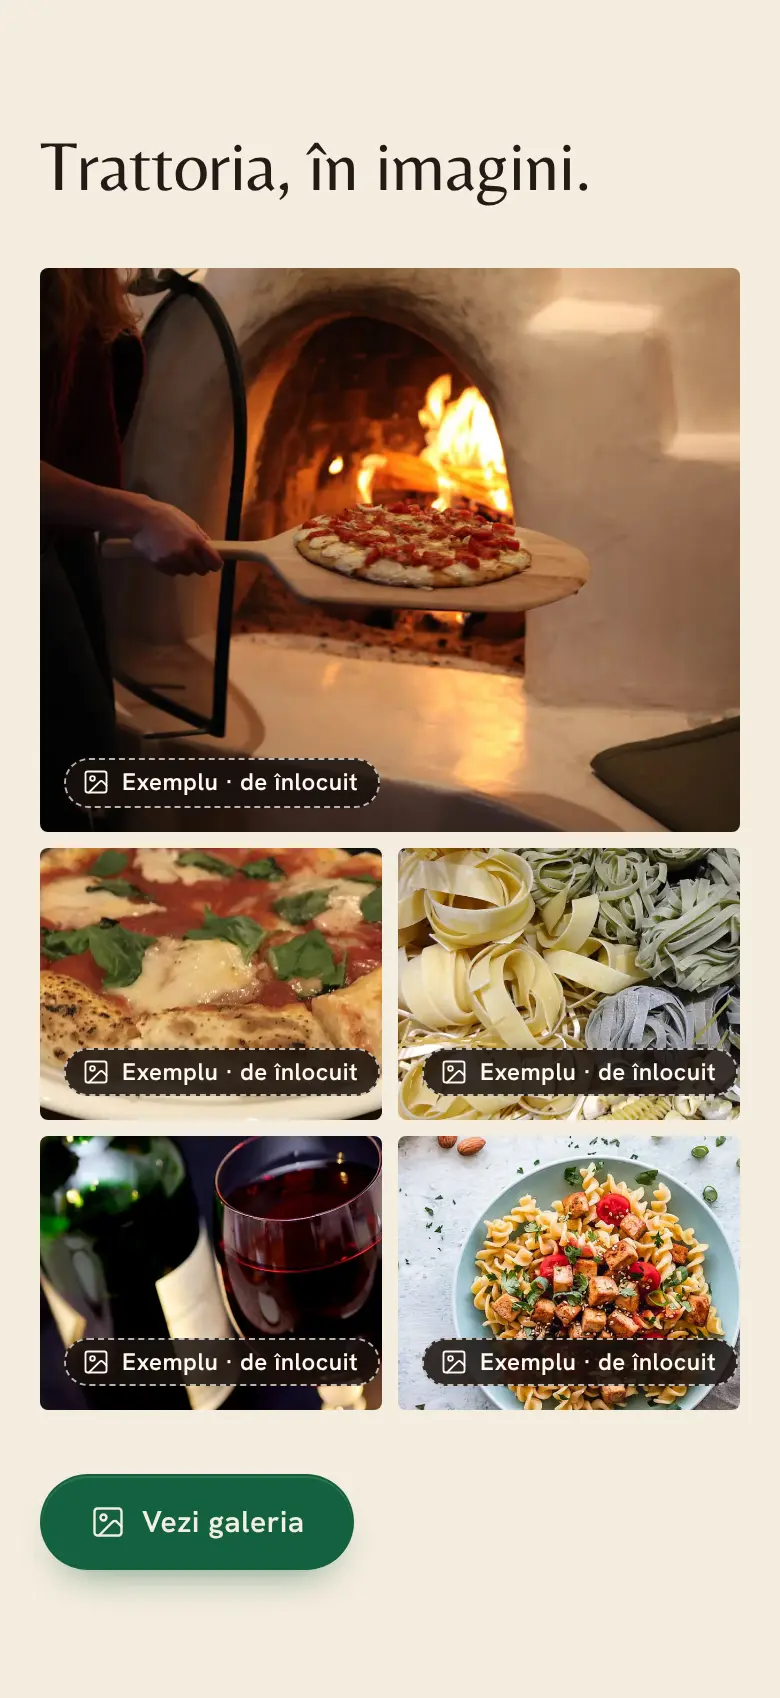 Trattoria, în imagini.
Exemplu · de înlocuit
Exemplu · de înlocuit
Exemplu · de înlocuit
Exemplu · de înlocuit
Exemplu · de înlocuit
Vezi galeria